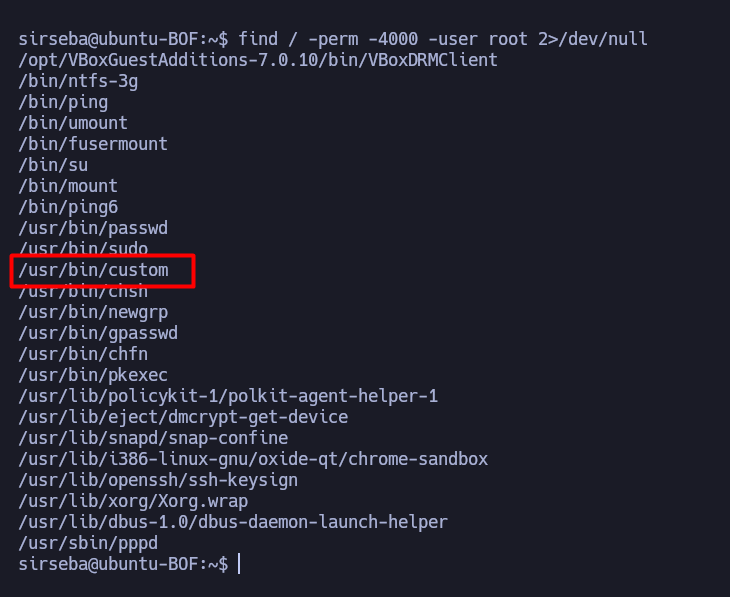 sirseba@ubuntu-BOF:~$ find / -perm -4000 -user root 2>/dev/null
/opt/VBoxGuestAdditions-7.0.10/bin/VBoxDRMClient
/bin/ntfs-3g
/bin/ping
/bin/umount
/bin/fusermount
/bin/su
/bin/mount
/bin/ping6
/usr/bin/passwd
/usr/bin/sudo
/usr/bin/custom
/usr/bin/chsh
/usr/bin/newgrp
/usr/bin/gpasswd
/usr/bin/chfn
/usr/bin/pkexec
/usr/lib/policykit-1/polkit-agent-helper-1
/usr/lib/eject/dmcrypt-get-device
/usr/lib/snapd/snap-confine
/usr/lib/i386-linux-gnu/oxide-qt/chrome-sandbox
/usr/lib/openssh/ssh-keysign
/usr/lib/xorg/Xorg.wrap
/usr/lib/dbus-1.0/dbus-daemon-launch-helper
/usr/sbin/pppd
sirseba@ubuntu-BOF:~$